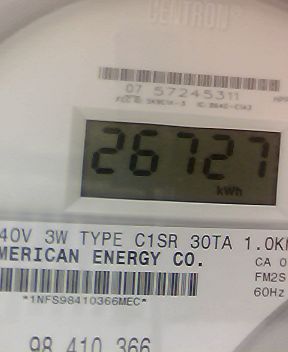 CENTRON
07 57245311
26727
kWh
40V 3W TYPE C1SR 30TA 1.0K
MERICAN ENERGY CO.
CA 0
FM2S
60Hz
*1NFS98410366MEC*
98 410 366